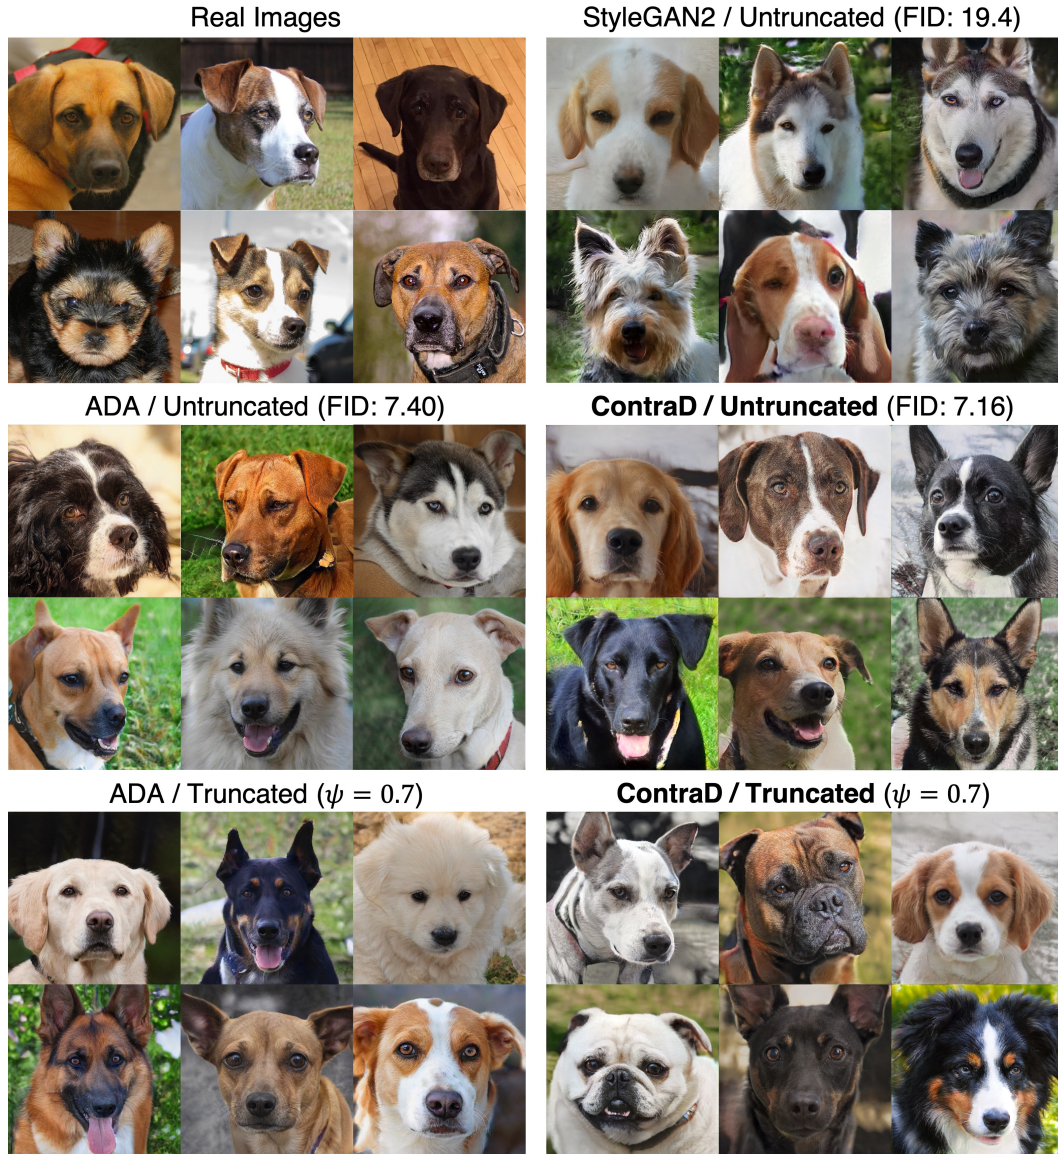 Real Images
StyleGAN2 / Untruncated (FID: 19.4)
ADA / Untruncated (FID: 7.40)
ContraD / Untruncated (FID: 7.16)
ADA / Truncated (ψ = 0.7)
ContraD / Truncated (ψ = 0.7)